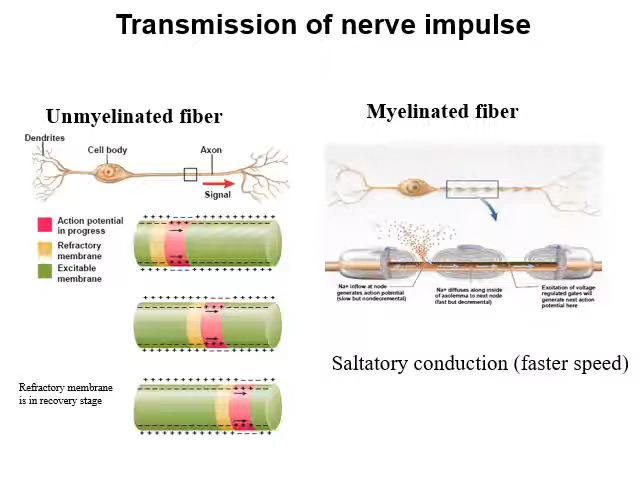 Transmission of nerve impulse
Unmyelinated fiber
Dendrites
Cell body
Axon
Signal
Action potential
in progress
Refractory
membrane
Excitable
membrane
Refractory membrane
is in recovery stage
Myelinated fiber
Na+ inflow at node
generates action potential
(slow but nondecremental)
Na+ diffuses along inside
of axolemma to next node
(fast but decremental)
Excitation of voltage
regulated gates will
generate next action
potential here
Saltatory conduction (faster speed)